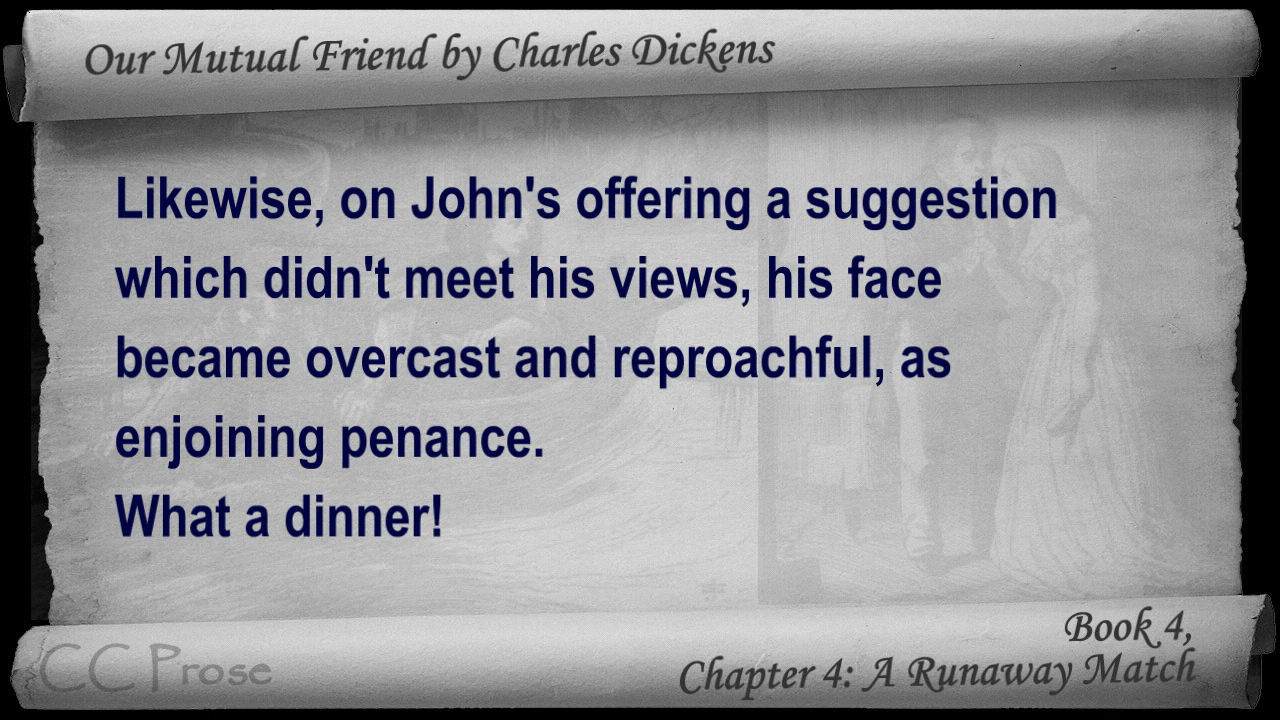 Our Mutual Friend by Charles Dickens
Likewise, on John's offering a suggestion
which didn't meet his views, his face
became overcast and reproachful, as
enjoining penance.
What a dinner!
Book 4,
Chapter 4: A Runaway Match
CC Prose